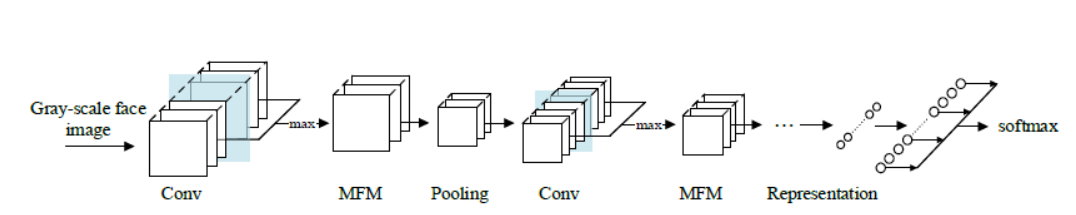 Gray-scale face
image
max
max
...
softmax
Conv
MFM
Pooling
Conv
MFM
Representation